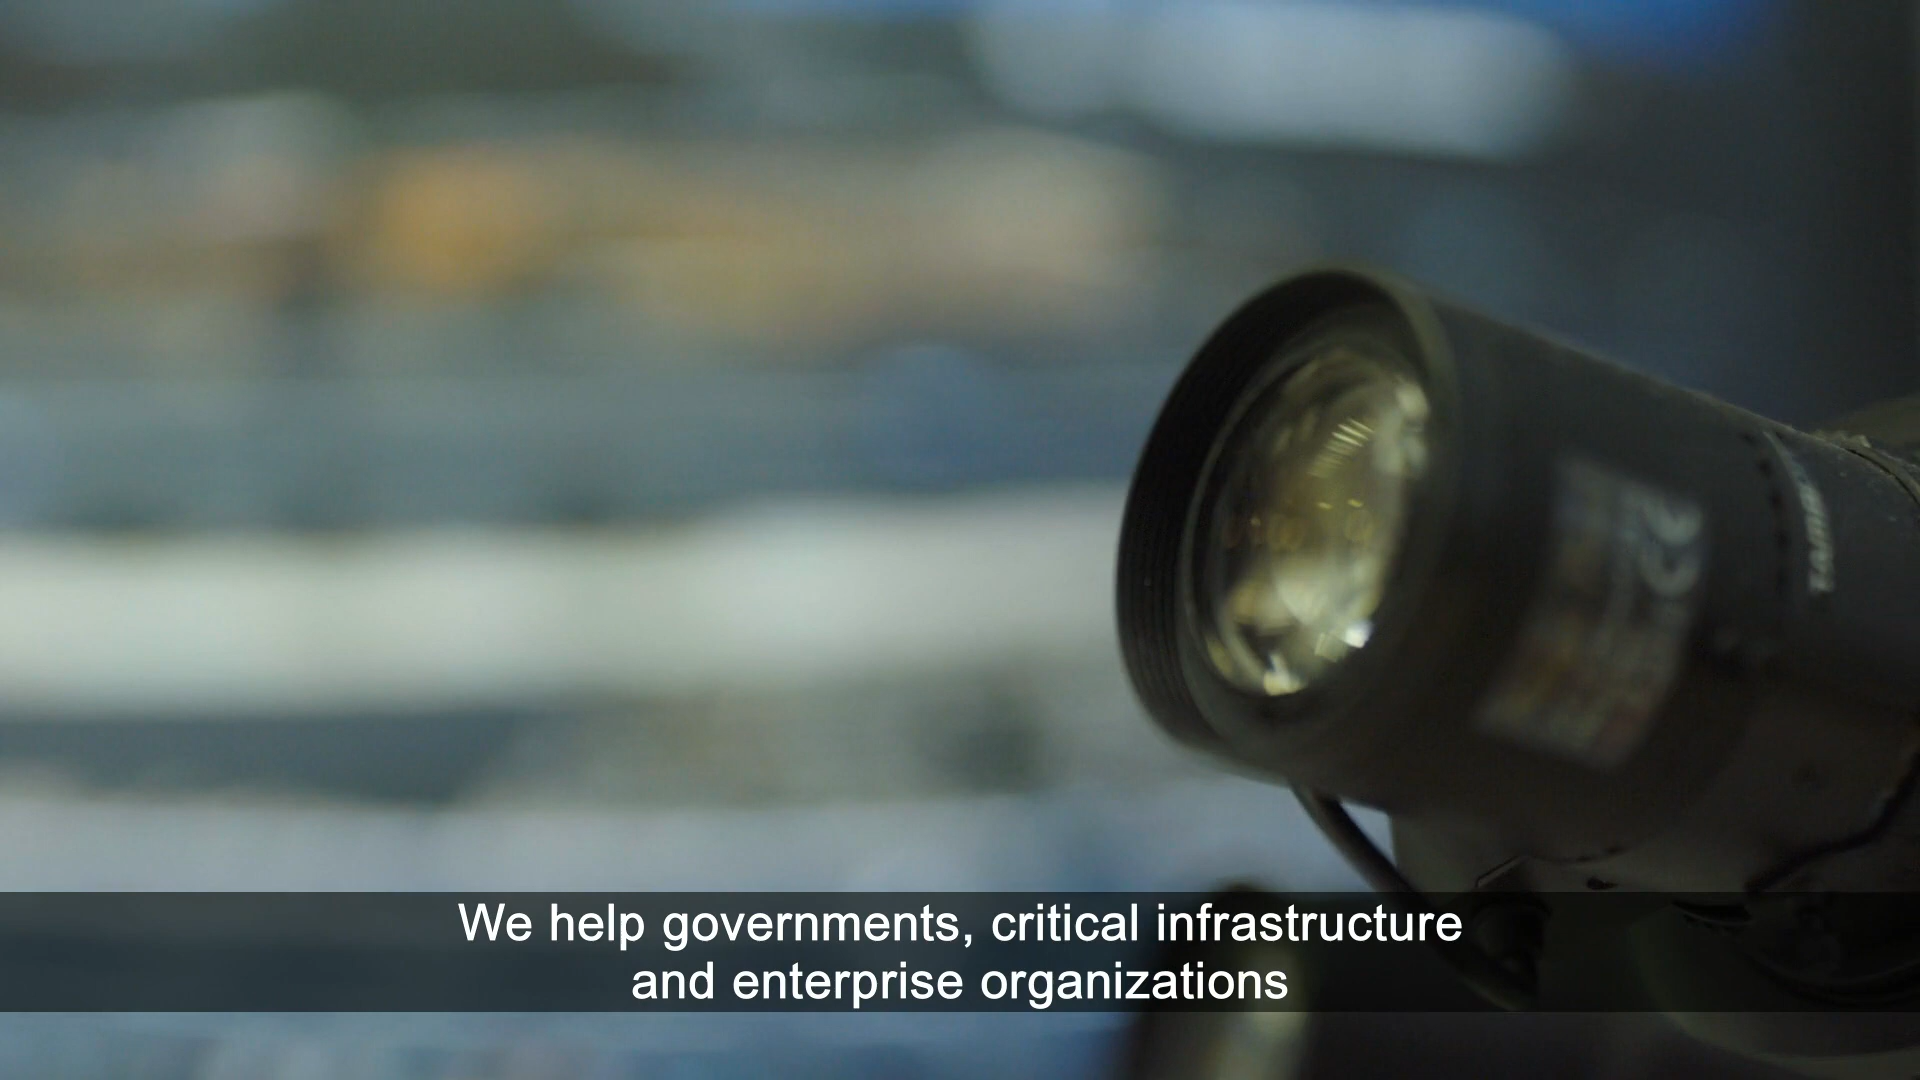 We help governments, critical infrastructure
and enterprise organizations